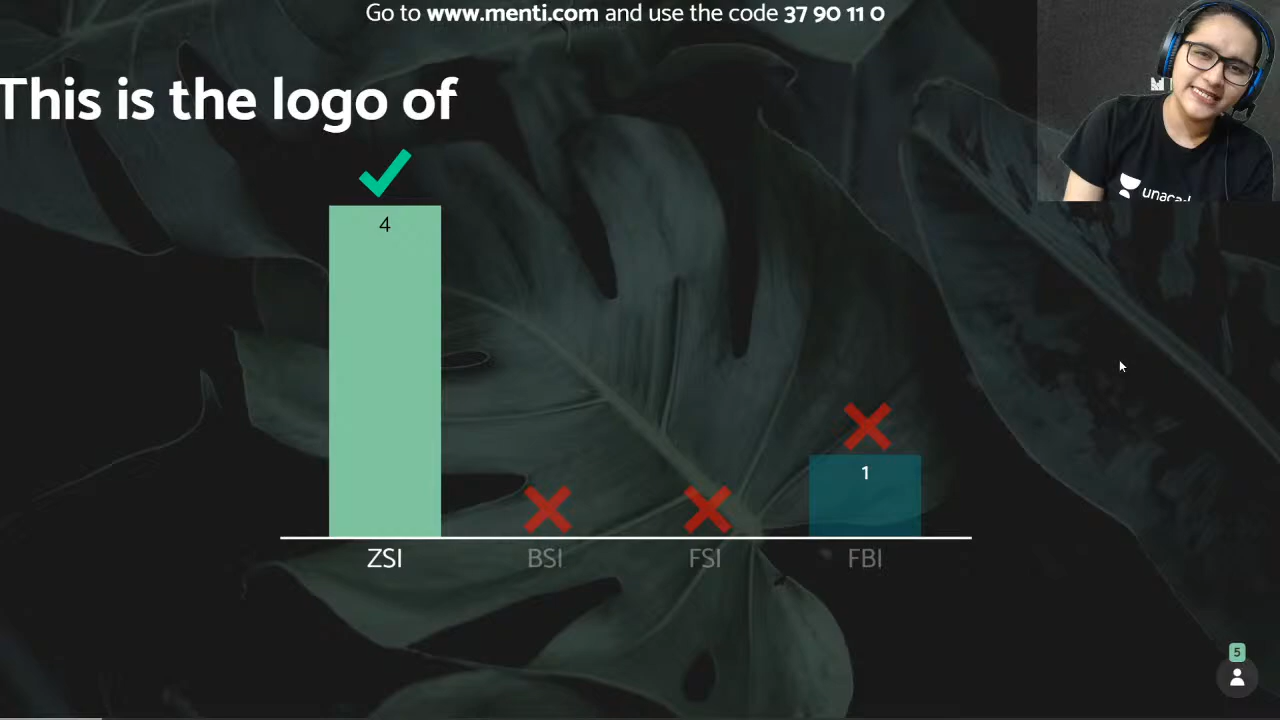 Go to www.menti.com and use the code 37 90 11 0
This is the logo of
4
1
ZSI
BSI
FSI
FBI
5